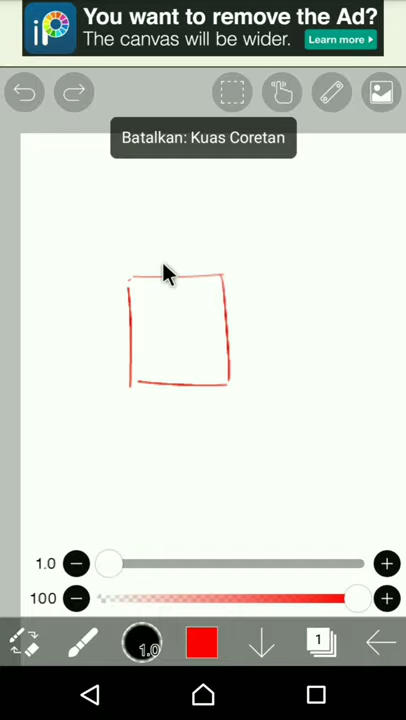 You want to remove the Ad?
The canvas will be wider.
Learn more
Batalkan: Kuas Coretan
1.0
100
1.0
1